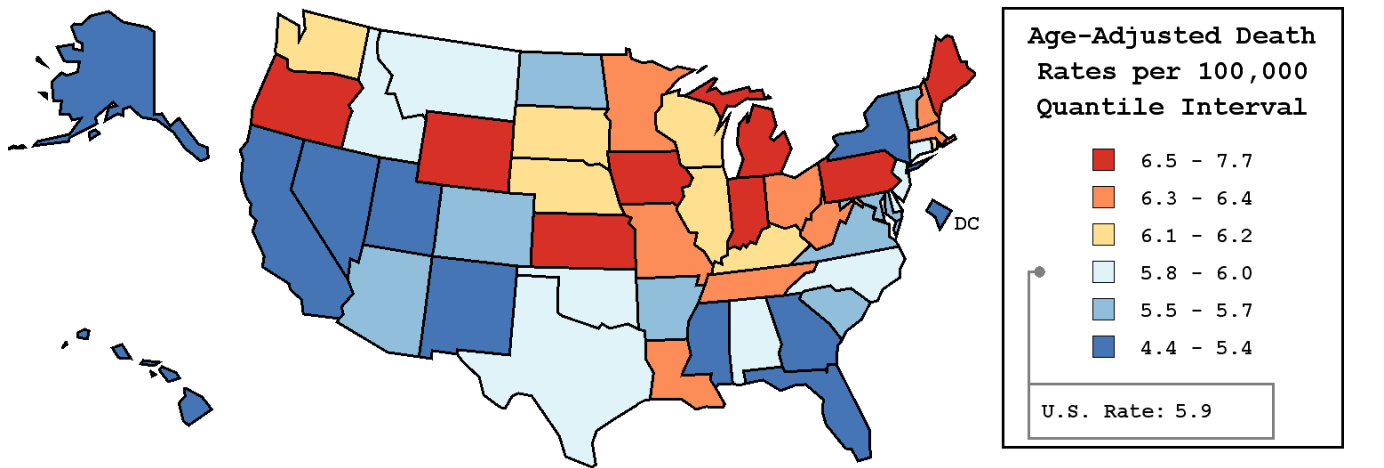 Age-Adjusted Death
Rates per 100,000
Quantile Interval
6.5 - 7.7
6.3 - 6.4
6.1 - 6.2
5.8 - 6.0
5.5 - 5.7
4.4 - 5.4
U.S. Rate: 5.9
DC